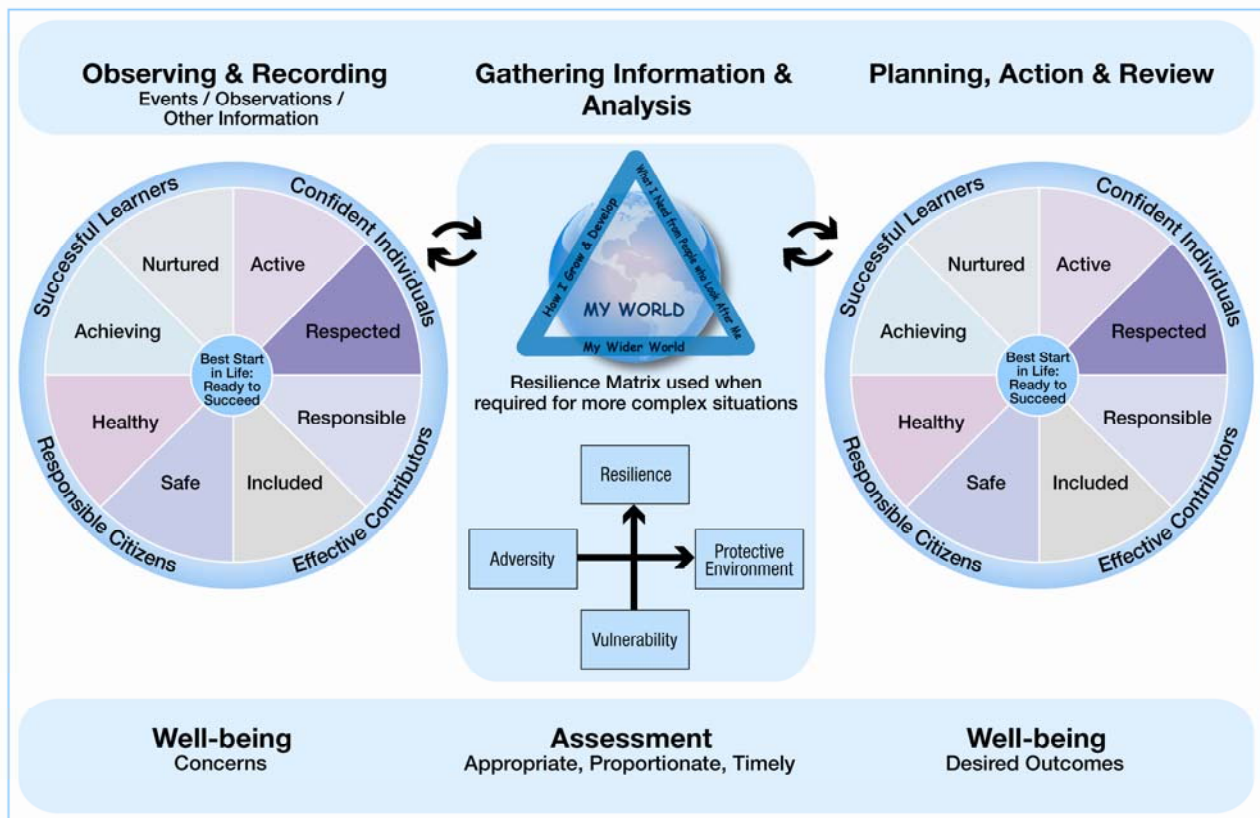 Observing & Recording
Events / Observations /
Other Information
Gathering Information &
Analysis
Planning, Action & Review
Successful Learners
Confident Individuals
Nurtured
Active
Achieving
Respected
Best Start
in Life:
Ready to
Succeed
Healthy
Responsible
Safe
Included
Responsible Citizens
Effective Contributors
How I Grow & Develop
What I Need from People who Look After Me
MY WORLD
My Wider World
Resilience Matrix used when
required for more complex situations
Resilience
Adversity
Protective
Environment
Vulnerability
Successful Learners
Confident Individuals
Nurtured
Active
Achieving
Respected
Best Start
in Life:
Ready to
Succeed
Healthy
Responsible
Safe
Included
Responsible Citizens
Effective Contributors
Well-being
Concerns
Assessment
Appropriate, Proportionate, Timely
Well-being
Desired Outcomes